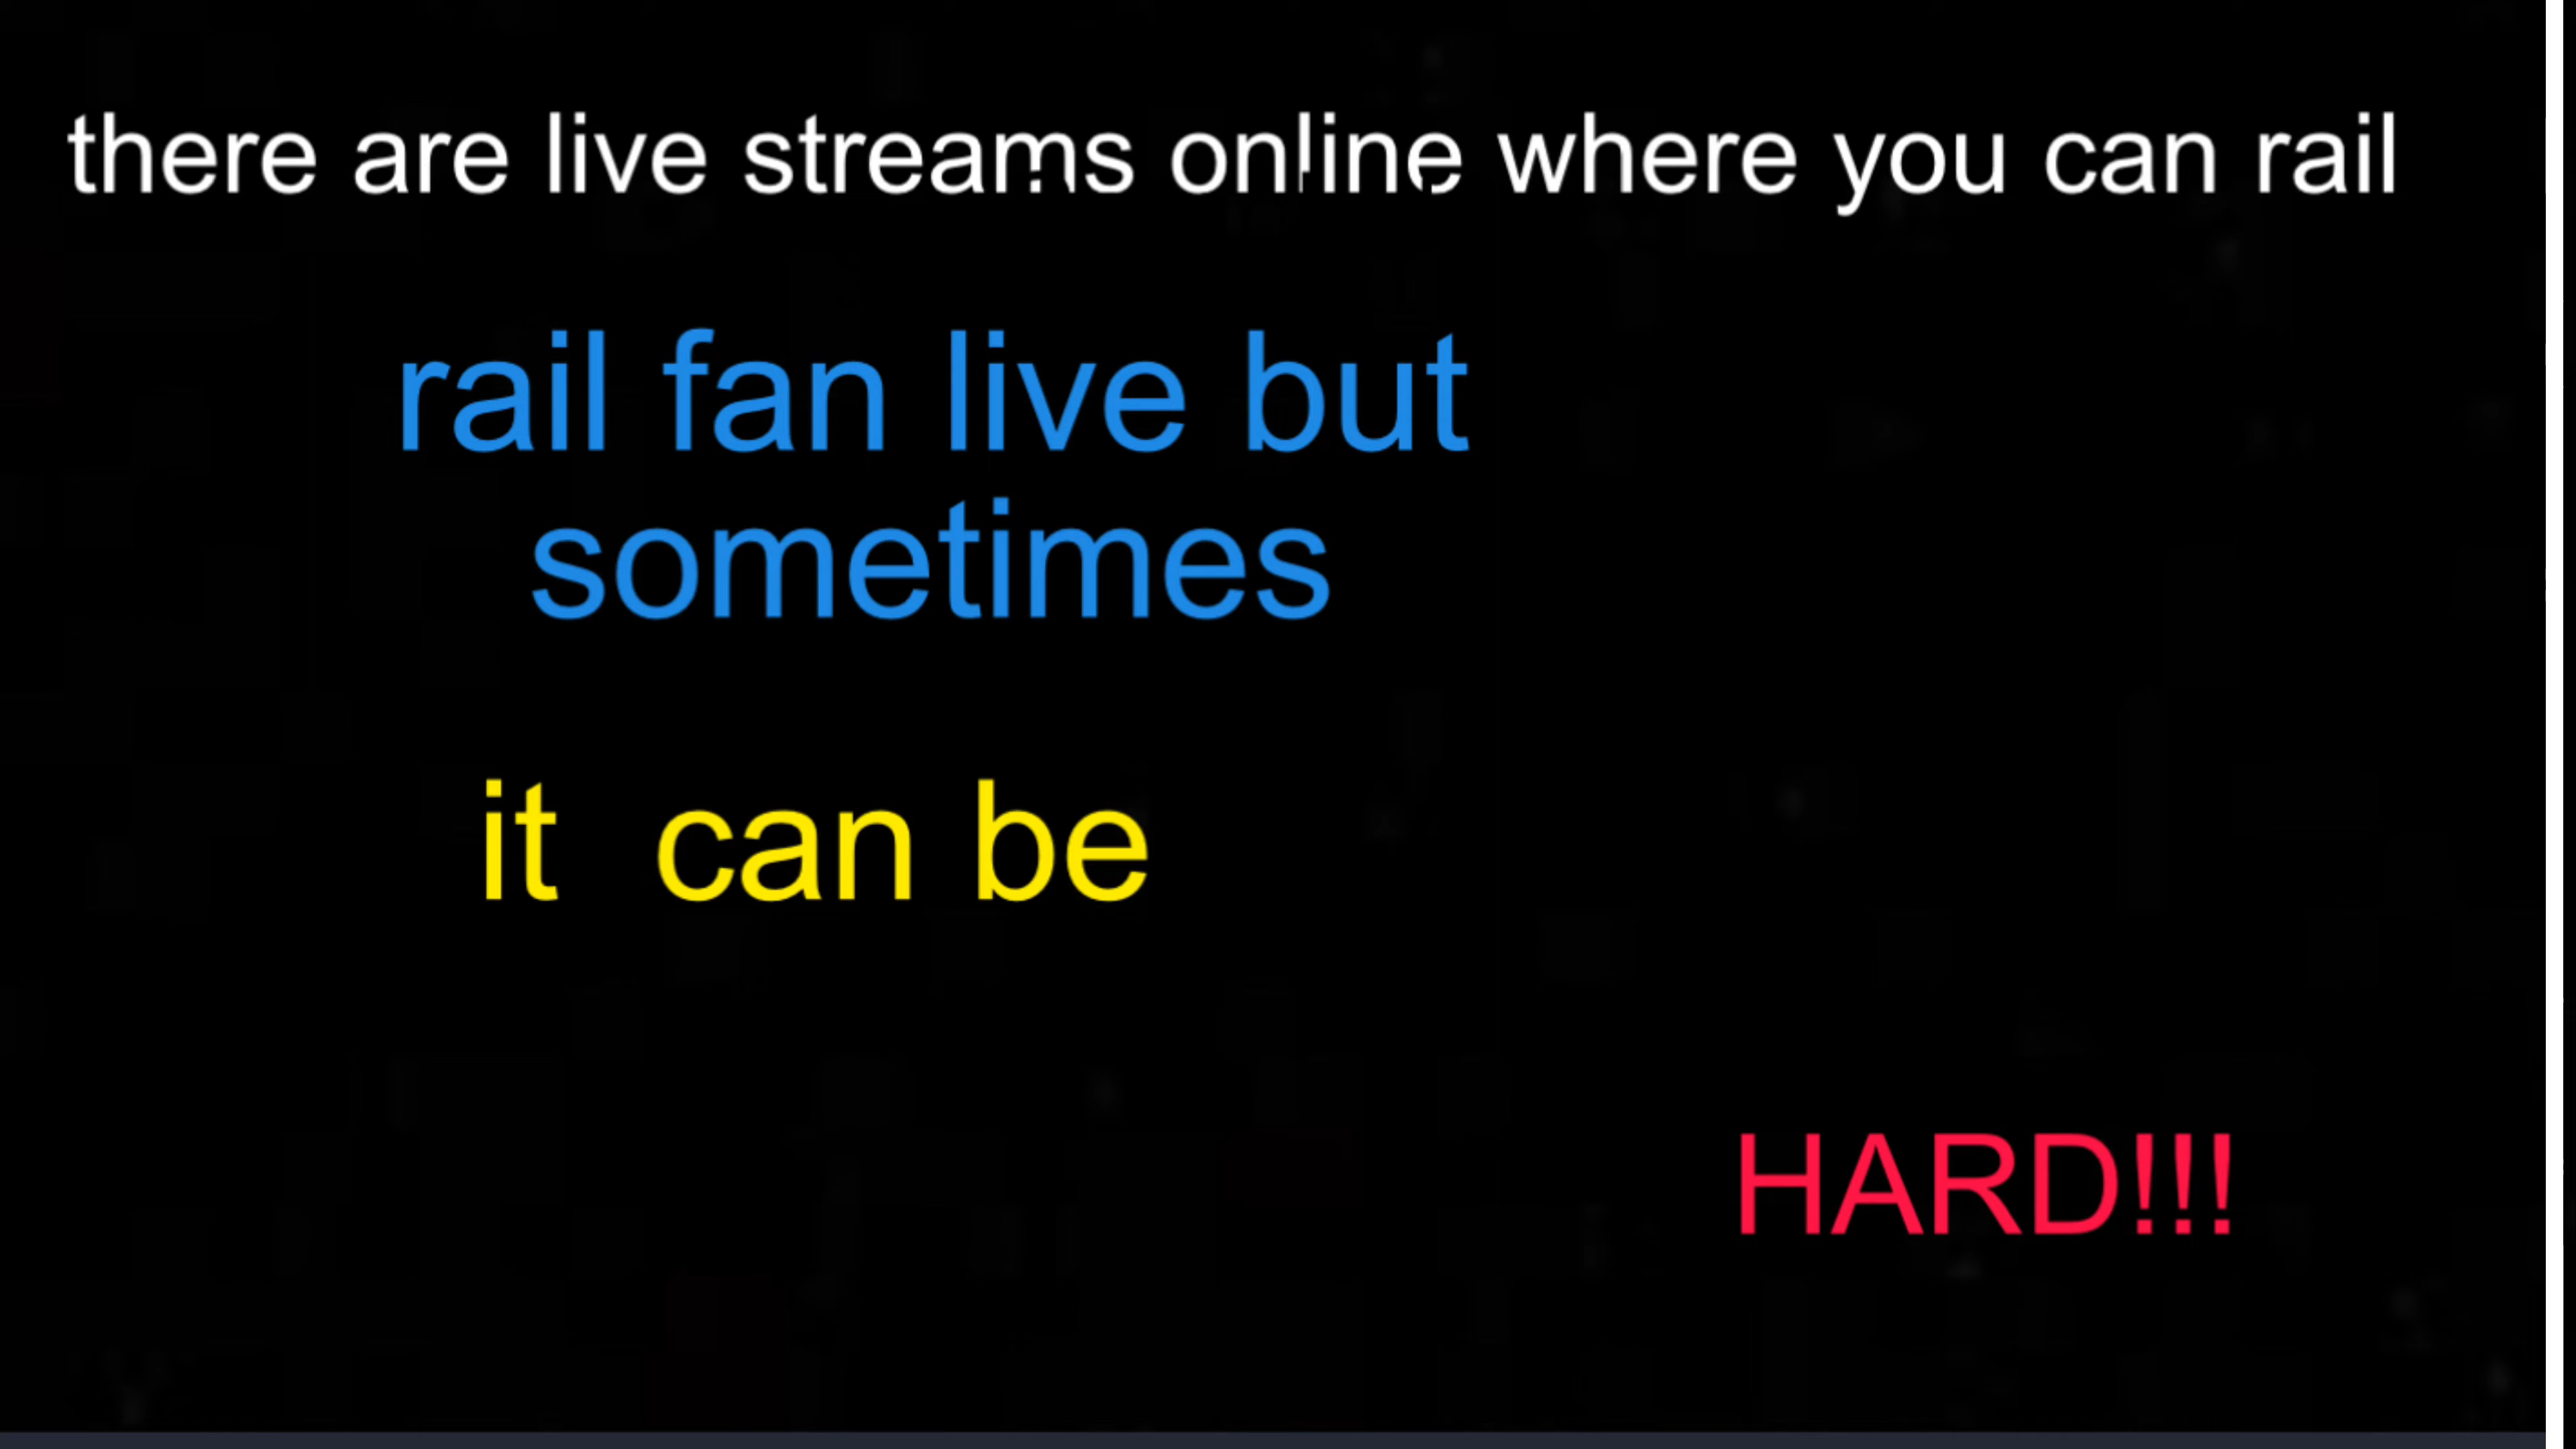 there are live streams online where you can rail
rail fan live but
sometimes
it can be
HARD!!!